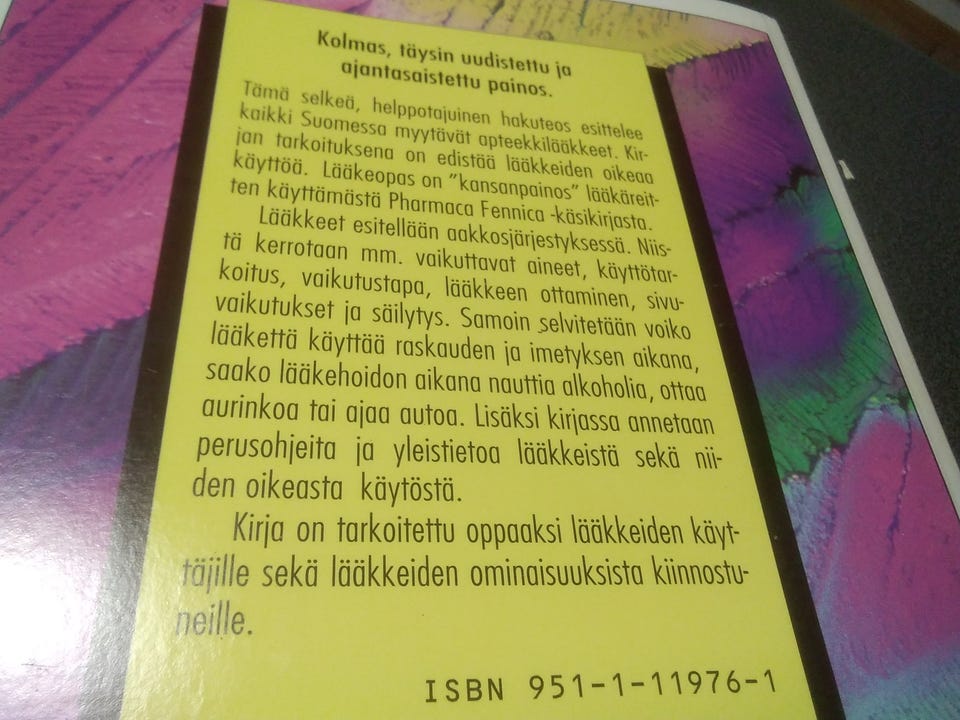 Kolmas, täysin uudistettu ja
ajantasaistettu painos.
Tämä selkeä, helppotajuinen hakuteos esittelee
kaikki Suomessa myytävät apteekkilääkkeet. Kir-
jan tarkoituksena on edistää lääkkeiden oikeaa
käyttöä. Lääkeopas on ”kansanpainos” lääkäreit-
ten käyttämästä Pharmaca Fennica -käsikirjasta.
Lääkkeet esitellään aakkosjärjestyksessä. Niis-
tä kerrotaan mm. vaikuttavat aineet, käyttötar-
koitus, vaikutustapa, lääkkeen ottaminen, sivu-
vaikutukset ja säilytys. Samoin selvitetään voiko
lääkettä käyttää raskauden ja imetyksen aikana,
saako lääkehoidon aikana nauttia alkoholia, ottaa
aurinkoa tai ajaa autoa. Lisäksi kirjassa annetaan
perusohjeita ja yleistietoa lääkkeistä sekä nii-
den oikeasta käytöstä.
Kirja on tarkoitettu oppaaksi lääkkeiden käyt-
täjille sekä lääkkeiden ominaisuuksista kiinnostu-
neille.
ISBN 951-1-11976-1